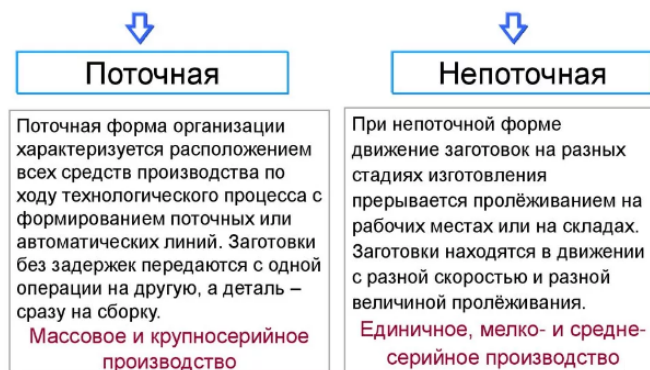 Поточная
Поточная форма организации
характеризуется расположением
всех средств производства по
ходу технологического процесса с
формированием поточных или
автоматических линий. Заготовки
без задержек передаются с одной
операции на другую, а деталь –
сразу на сборку.
Массовое и крупносерийное
производство
Непоточная
При непоточной форме
движение заготовок на разных
стадиях изготовления
прерывается пролёживанием на
рабочих местах или на складах.
Заготовки находятся в движении
с разной скоростью и разной
величиной пролёживания.
Единичное, мелко- и средне-
серийное производство